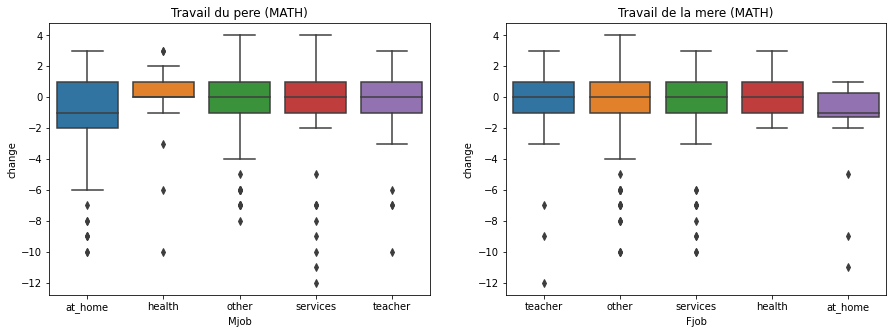 Travail du pere (MATH)
4
2
0
−2
−4
−6
−8
−10
−12
change
at_home health other services teacher
Mjob
Travail de la mere (MATH)
4
2
0
−2
−4
−6
−8
−10
−12
change
teacher other services health at_home
Fjob